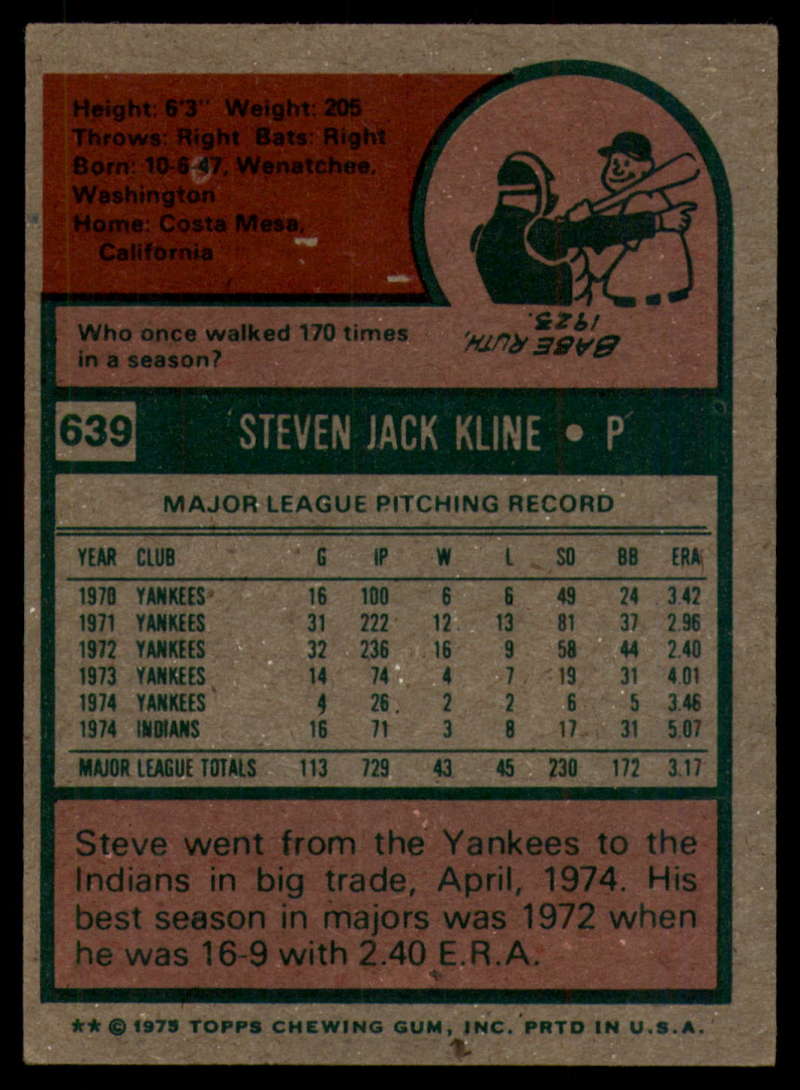 Height: 6'3" Weight: 205
Throws: Right Bats: Right
Born: 10-6-47, Wenatchee,
Washington
Home: Costa Mesa,
California
Who once walked 170 times
in a season?
BABE RUTH,
1923.
639 STEVEN JACK KLINE • P
MAJOR LEAGUE PITCHING RECORD
YEAR CLUB G IP W L SO BB ERA
1970 YANKEES 16 100 6 6 49 24 3.42
1971 YANKEES 31 222 12 13 81 37 2.96
1972 YANKEES 32 236 16 9 58 44 2.40
1973 YANKEES 14 74 4 7 19 31 4.01
1974 YANKEES 4 26 2 2 6 5 3.46
1974 INDIANS 16 71 3 8 17 31 5.07
MAJOR LEAGUE TOTALS 113 729 43 45 230 172 3.17
Steve went from the Yankees to the
Indians in big trade, April, 1974. His
best season in majors was 1972 when
he was 16-9 with 2.40 E.R.A.
** © 1975 TOPPS CHEWING GUM, INC. PRTD IN U.S.A.